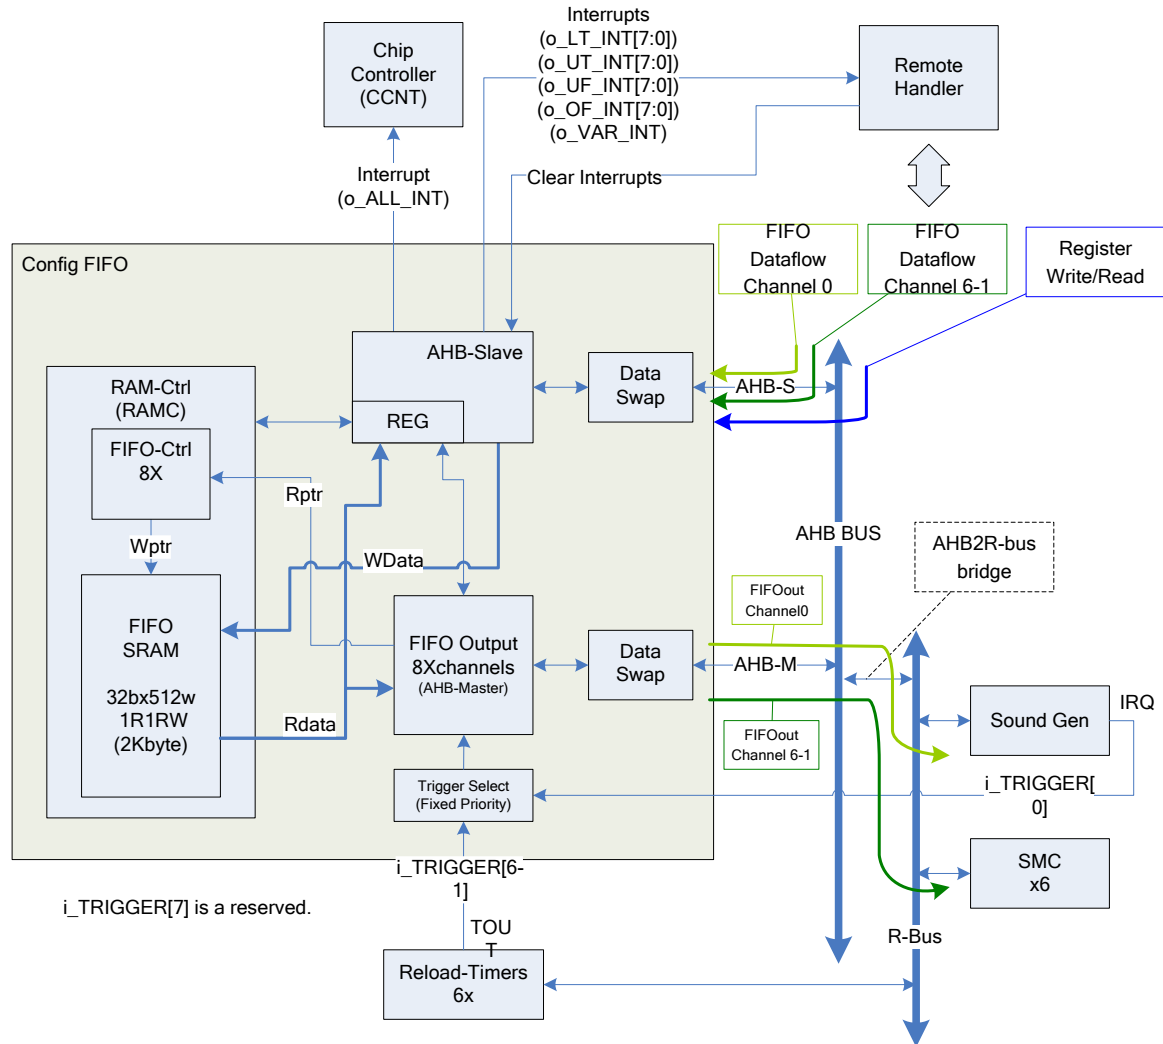 Interrupts
(o_LT_INT[7:0])
(o_UT_INT[7:0])
(o_UF_INT[7:0])
(o_OF_INT[7:0])
(o_VAR_INT)
Chip
Controller
(CCNT)
Remote
Handler
Interrupt
(o_ALL_INT)
Clear Interrupts
FIFO
Dataflow
Channel 0
FIFO
Dataflow
Channel 6-1
Register
Write/Read
Config FIFO
AHB-Slave
REG
Data
Swap
AHB-S
RAM-Ctrl
(RAMC)
FIFO-Ctrl
8X
Rptr
Wptr
WData
AHB BUS
AHB2R-bus
bridge
FIFO
SRAM
32bx512w
1R1RW
(2Kbyte)
Rdata
FIFO Output
8Xchannels
(AHB-Master)
Data
Swap
AHB-M
FIFOout
Channel0
FIFOout
Channel 6-1
Sound Gen
IRQ
Trigger Select
(Fixed Priority)
i_TRIGGER[
0]
i_TRIGGER[6-
1]
SMC
x6
i_TRIGGER[7] is a reserved.
TOU
T
R-Bus
Reload-Timers
6x